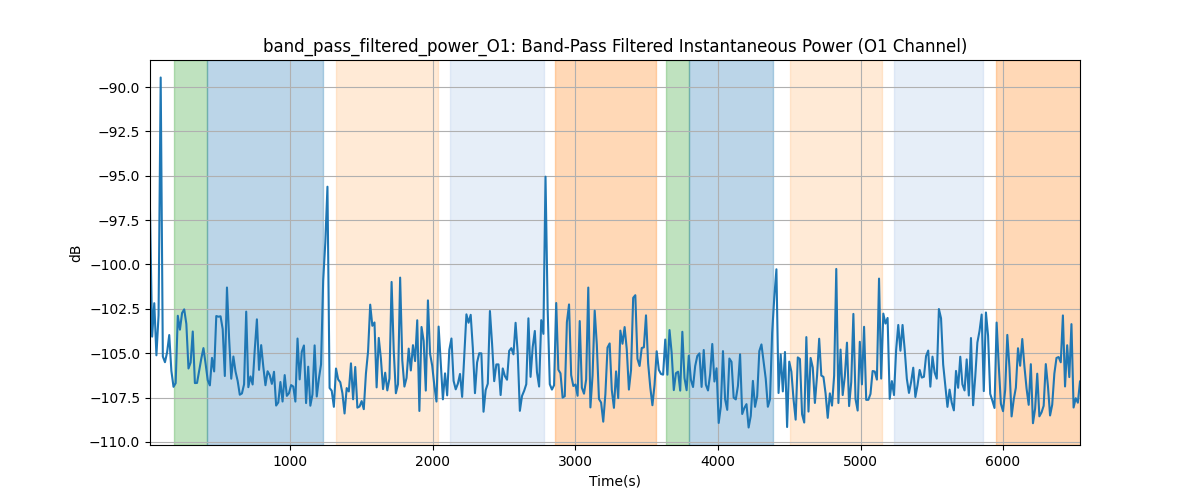 band_pass_filtered_power_O1: Band-Pass Filtered Instantaneous Power (O1 Channel)
−90.0
−92.5
−95.0
−97.5
−100.0
−102.5
−105.0
−107.5
−110.0
dB
1000 2000 3000 4000 5000 6000
Time(s)